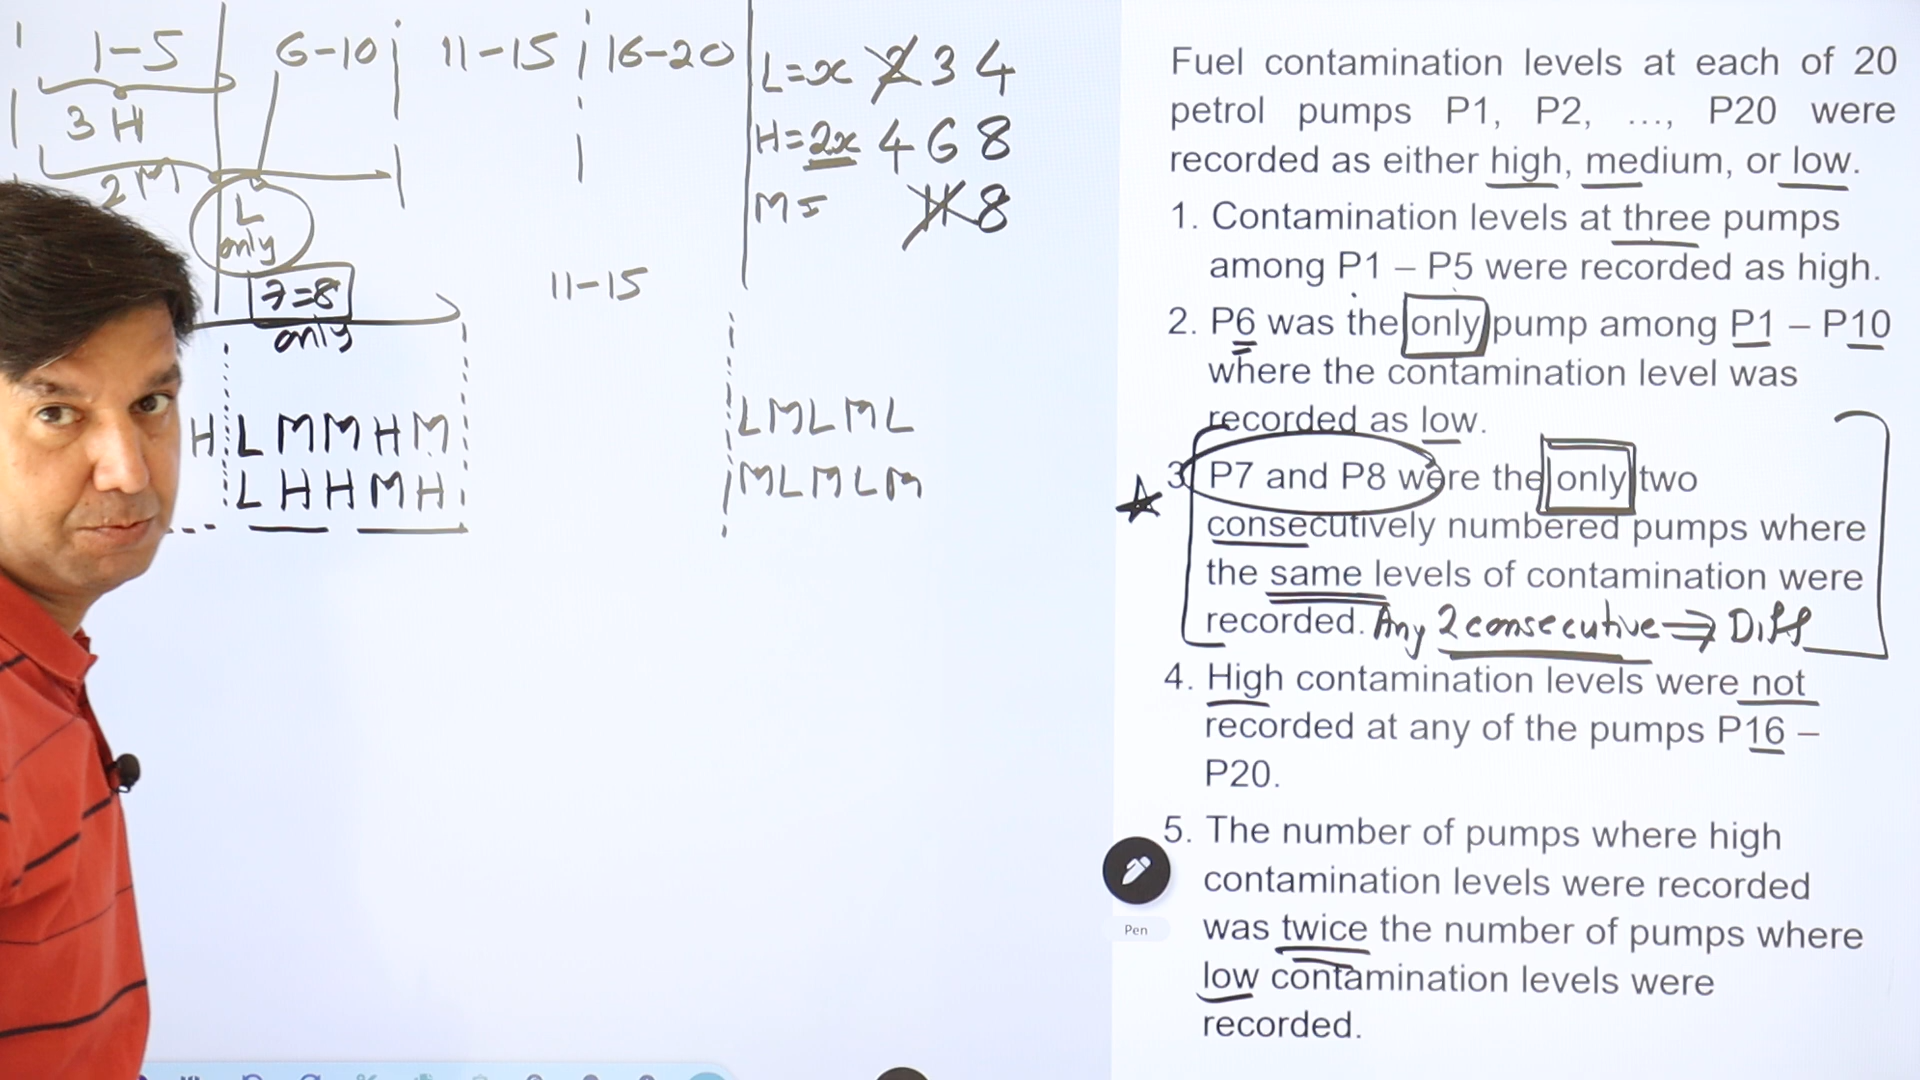 1-5 6-10 11-15 16-20
3 H
2 M
L
only
7=8
only
11-15
H L M M H M
L H H M H
L M L M L
M L M L M
L=x 2 3 4
H=2x 4 6 8
M= 11 8
Fuel contamination levels at each of 20
petrol pumps P1, P2, ..., P20 were
recorded as either high, medium, or low.
1. Contamination levels at three pumps
among P1 – P5 were recorded as high.
2. P6 was the only pump among P1 – P10
where the contamination level was
recorded as low.
3. P7 and P8 were the only two
consecutively numbered pumps where
the same levels of contamination were
recorded. Any 2 consecutive ⇒ Diff
4. High contamination levels were not
recorded at any of the pumps P16 –
P20.
5. The number of pumps where high
contamination levels were recorded
was twice the number of pumps where
low contamination levels were
recorded.
Pen